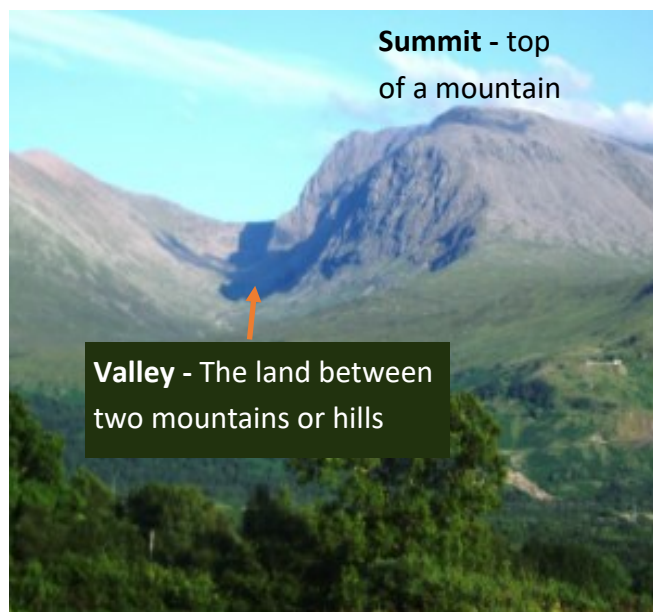 Summit - top
of a mountain
Valley - The land between
two mountains or hills